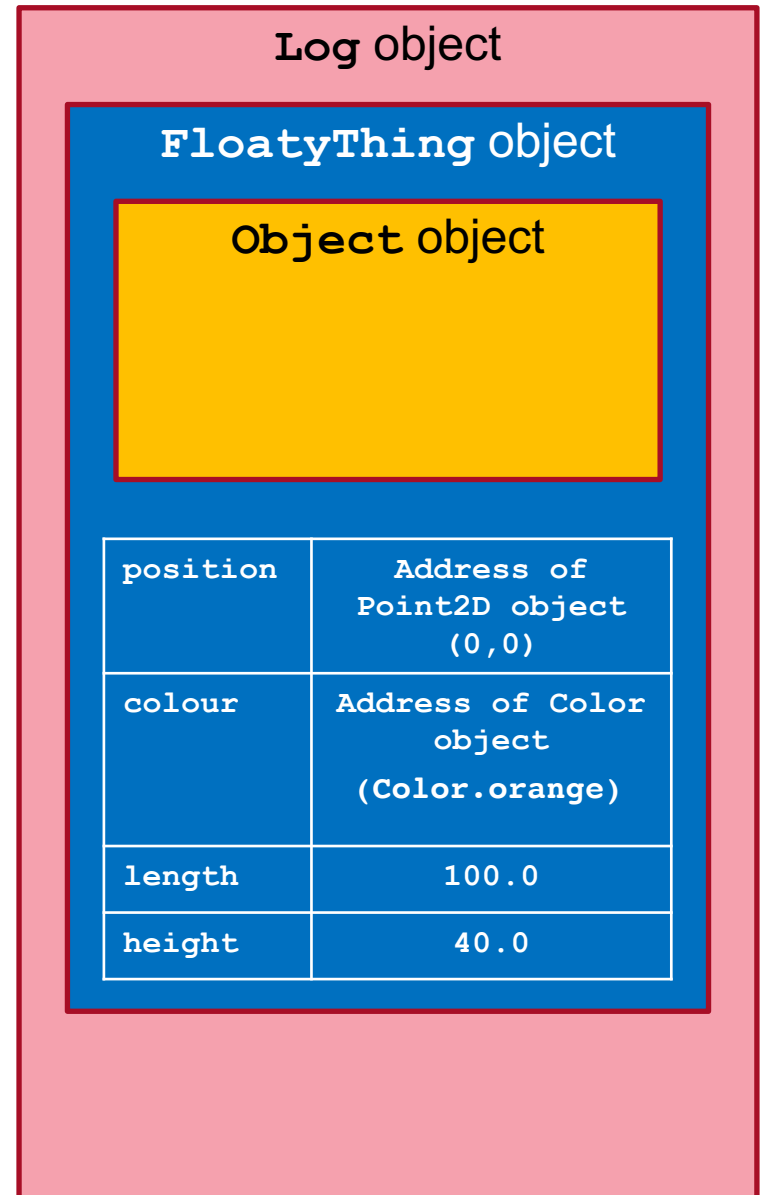 Log object
FloatyThing object
Object object
position
Address of
Point2D object
(0,0)
colour
Address of Color
object
(Color.orange)
length
100.0
height
40.0